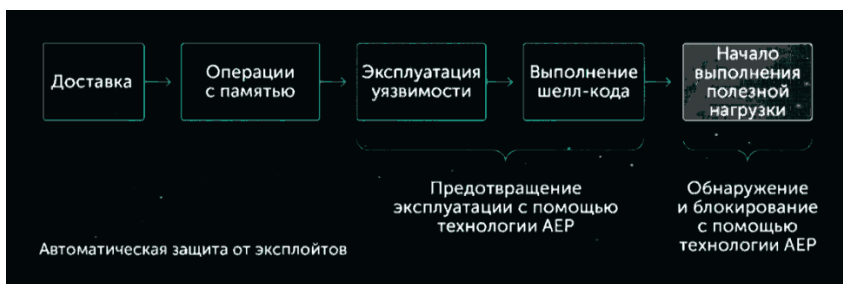 Доставка
Операции
с памятью
Эксплуатация
уязвимости
Выполнение
шелл-кода
Начало
выполнения
полезной
нагрузки
Предотвращение
эксплуатации с помощью
технологии AEP
Обнаружение
и блокирование
с помощью
технологии AEP
Автоматическая защита от эксплойтов